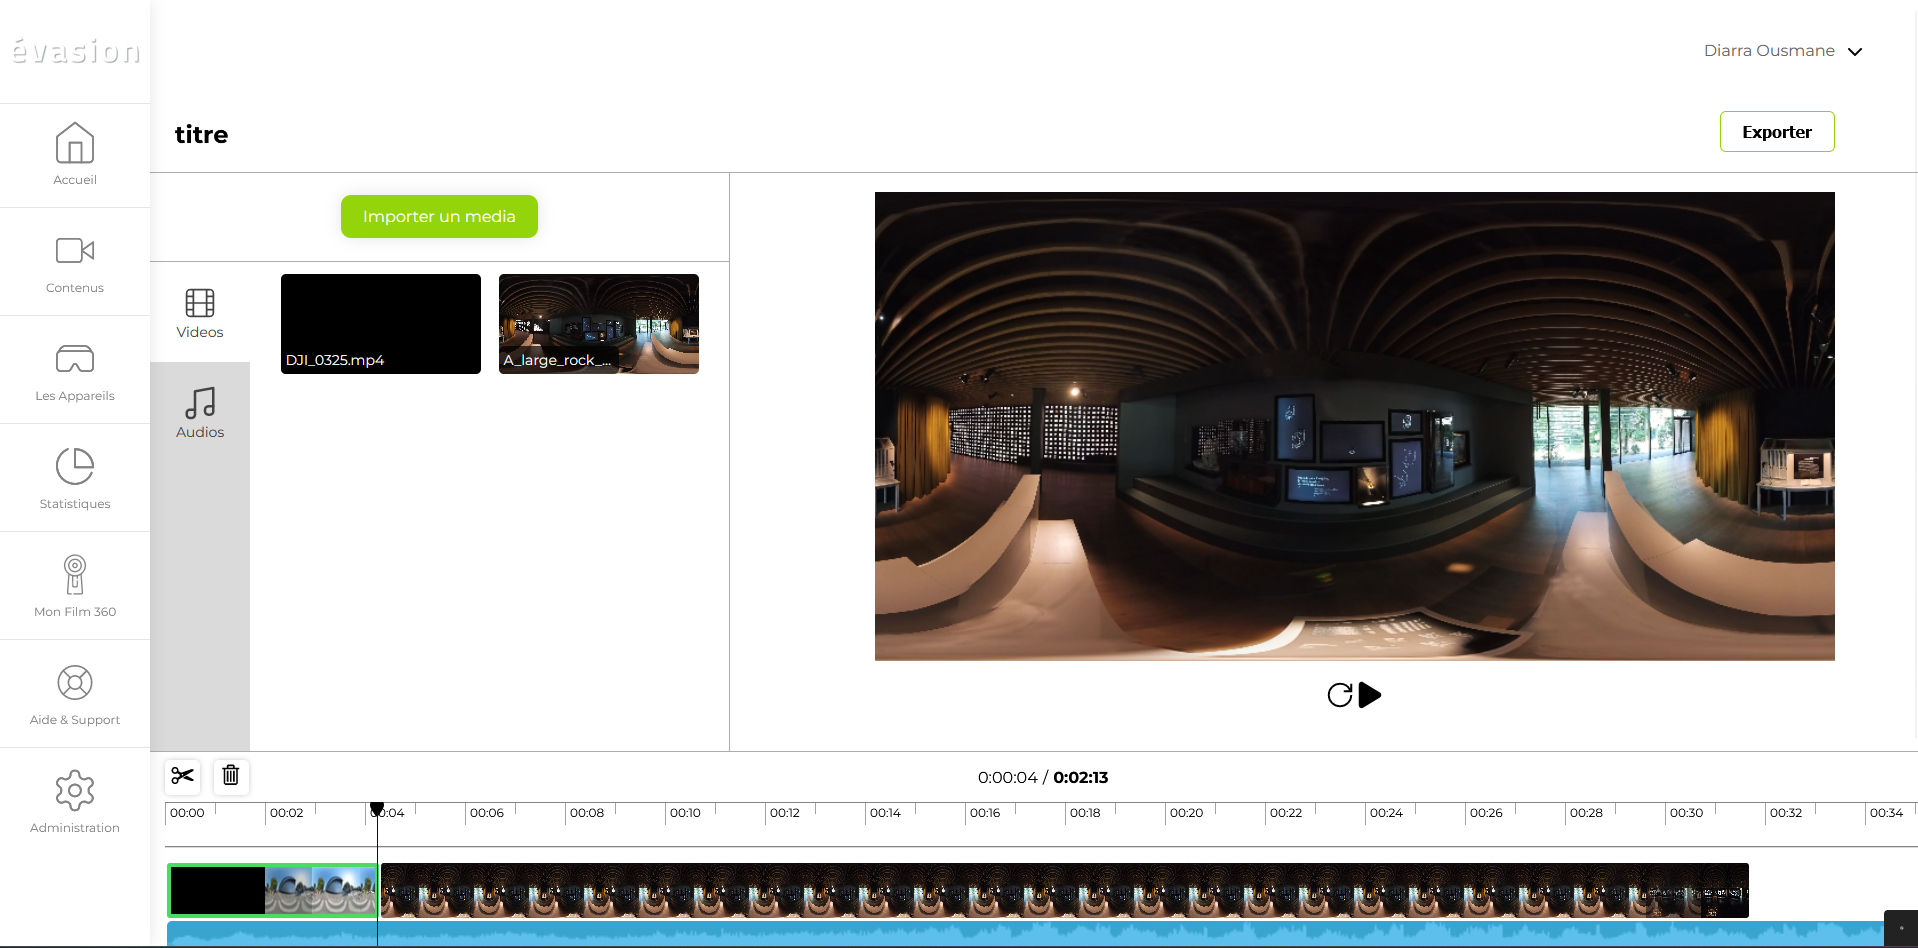 évasion
Diarra Ousmane
titre
Exporter
Accueil
Contenus
Les Appareils
Statistiques
Mon Film 360
Aide & Support
Administration
Importer un media
Videos
Audios
DJI_0325.mp4
A_large_rock_...
0:00:04 / 0:02:13
00:00 00:02 00:04 00:06 00:08 00:10 00:12 00:14 00:16 00:18 00:20 00:22 00:24 00:26 00:28 00:30 00:32 00:34